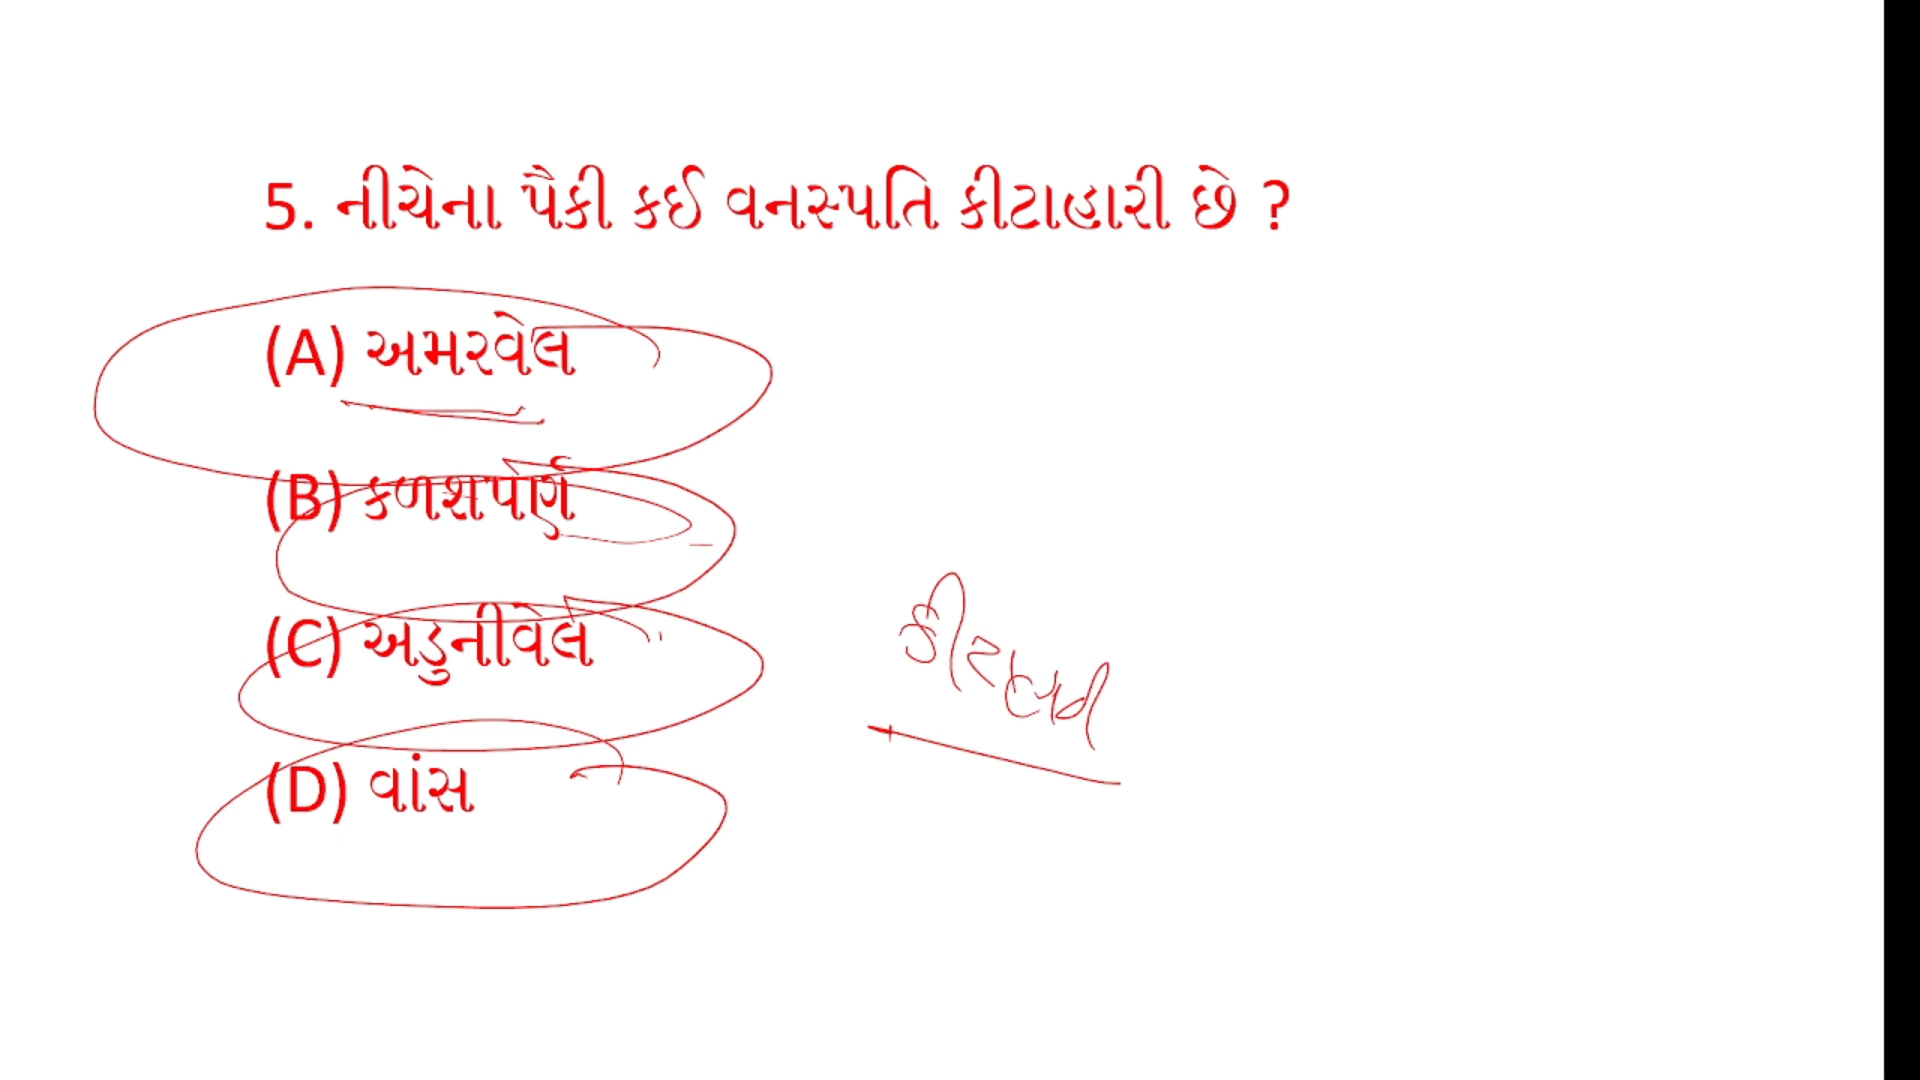 5. નીચેના પૈકી કઈ વનસ્પતિ કીટાહારી છે ?
(A) અમરવેલ
(B) કળશપર્ણ
(C) અડુનીવેલ
(D) વાંસ